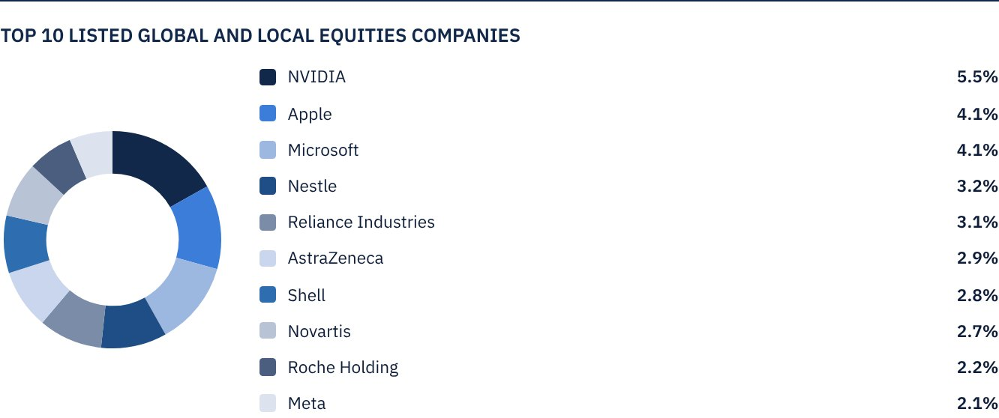 TOP 10 LISTED GLOBAL AND LOCAL EQUITIES COMPANIES
NVIDIA 5.5%
Apple 4.1%
Microsoft 4.1%
Nestle 3.2%
Reliance Industries 3.1%
AstraZeneca 2.9%
Shell 2.8%
Novartis 2.7%
Roche Holding 2.2%
Meta 2.1%